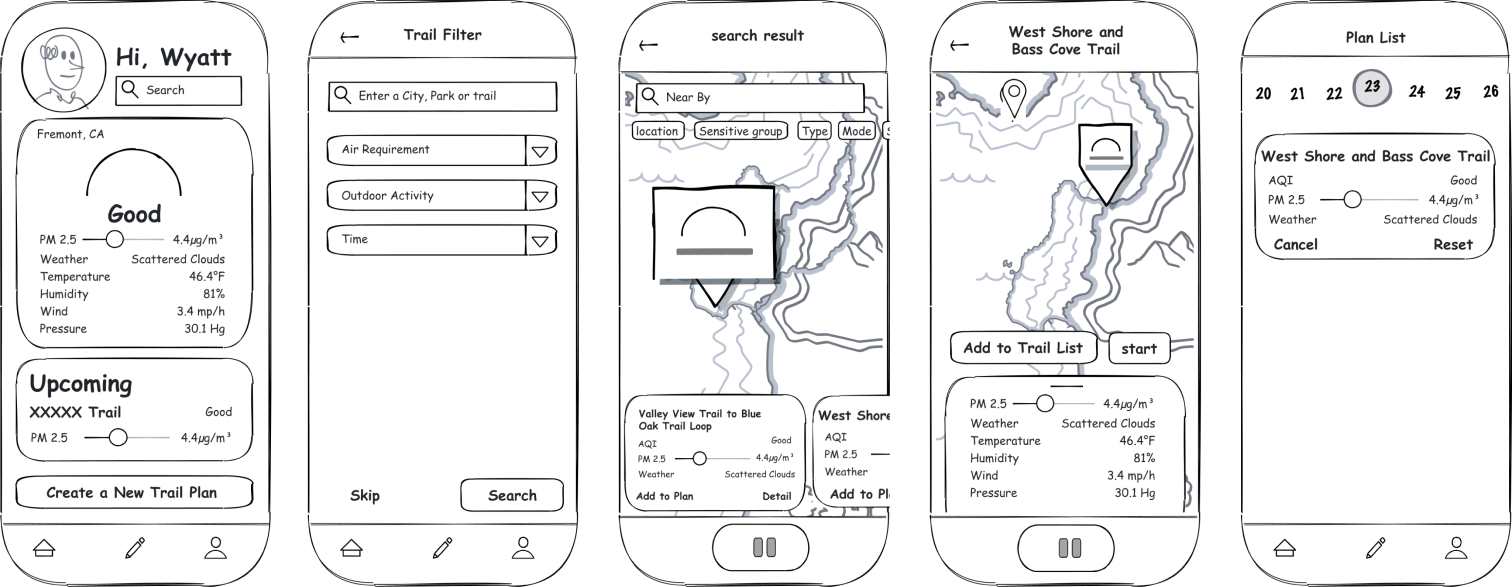 Hi, Wyatt
Search
Fremont, CA
Good
PM 2.5 4.4µg/m³
Weather Scattered Clouds
Temperature 46.4°F
Humidity 81%
Wind 3.4 mp/h
Pressure 30.1 Hg
Upcoming
XXXXX Trail Good
PM 2.5 4.4µg/m³
Create a New Trail Plan
Trail Filter
Enter a City, Park or trail
Air Requirement
Outdoor Activity
Time
Skip Search
search result
Near By
location Sensitive group Type Mode S
Valley View Trail to Blue
Oak Trail Loop
AQI Good
PM 2.5 4.4µg/m³
Weather Scattered Clouds
Add to Plan Detail
West Shore
AQI
PM 2.5
Weather
Add to Pl
West Shore and
Bass Cove Trail
Add to Trail List start
PM 2.5 4.4µg/m³
Weather Scattered Clouds
Temperature 46.4°F
Humidity 81%
Wind 3.4 mp/h
Pressure 30.1 Hg
Plan List
20 21 22 23 24 25 26
West Shore and Bass Cove Trail
AQI Good
PM 2.5 4.4µg/m³
Weather Scattered Clouds
Cancel Reset